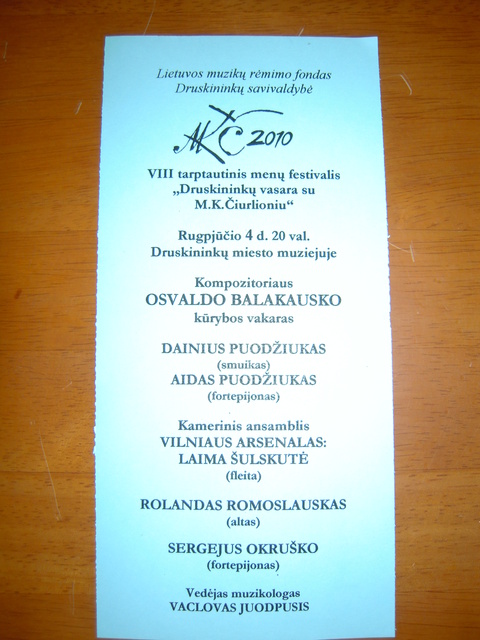 Lietuvos muzikų rėmimo fondas
Druskininkų savivaldybė
MKČ 2010
VIII tarptautinis menų festivalis
„Druskininkų vasara su
M.K.Čiurlioniu“
Rugpjūčio 4 d. 20 val.
Druskininkų miesto muziejuje
Kompozitoriaus
OSVALDO BALAKAUSKO
kūrybos vakaras
DAINIUS PUODŽIUKAS
(smuikas)
AIDAS PUODŽIUKAS
(fortepijonas)
Kamerinis ansamblis
VILNIAUS ARSENALAS:
LAIMA ŠULSKUTĖ
(fleita)
ROLANDAS ROMOSLAUSKAS
(altas)
SERGEJUS OKRUŠKO
(fortepijonas)
Vedėjas muzikologas
VACLOVAS JUODPUSIS